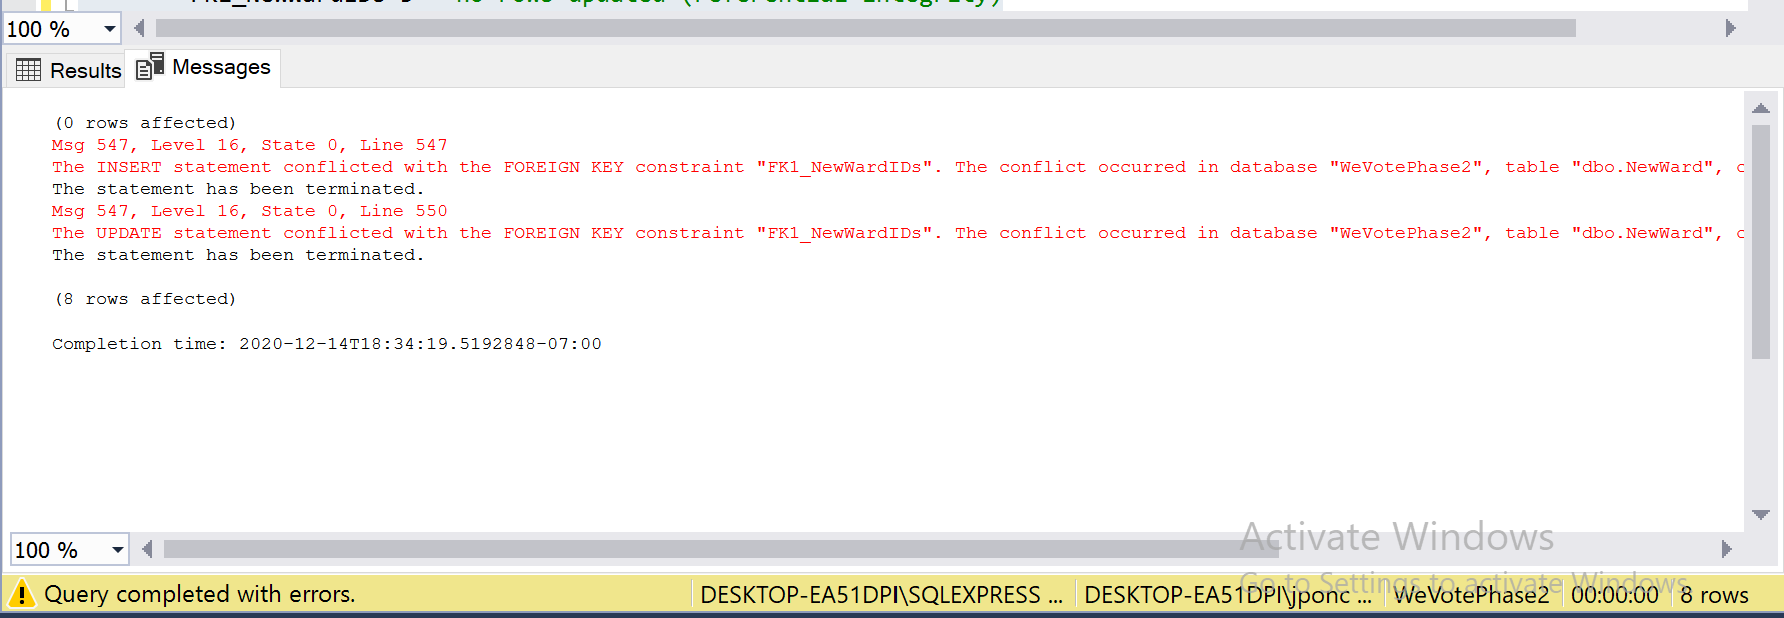 no rows updated (referential integrity)
100 %
Results Messages
(0 rows affected)
Msg 547, Level 16, State 0, Line 547
The INSERT statement conflicted with the FOREIGN KEY constraint "FK1_NewWardIDs". The conflict occurred in database "WeVotePhase2", table "dbo.NewWard", c
The statement has been terminated.
Msg 547, Level 16, State 0, Line 550
The UPDATE statement conflicted with the FOREIGN KEY constraint "FK1_NewWardIDs". The conflict occurred in database "WeVotePhase2", table "dbo.NewWard", c
The statement has been terminated.
(8 rows affected)
Completion time: 2020-12-14T18:34:19.5192848-07:00
100 %
Activate Windows
Go to Settings to activate Windows.
Query completed with errors. DESKTOP-EA51DPI\SQLEXPRESS ... DESKTOP-EA51DPI\jponc ... WeVotePhase2 00:00:00 8 rows